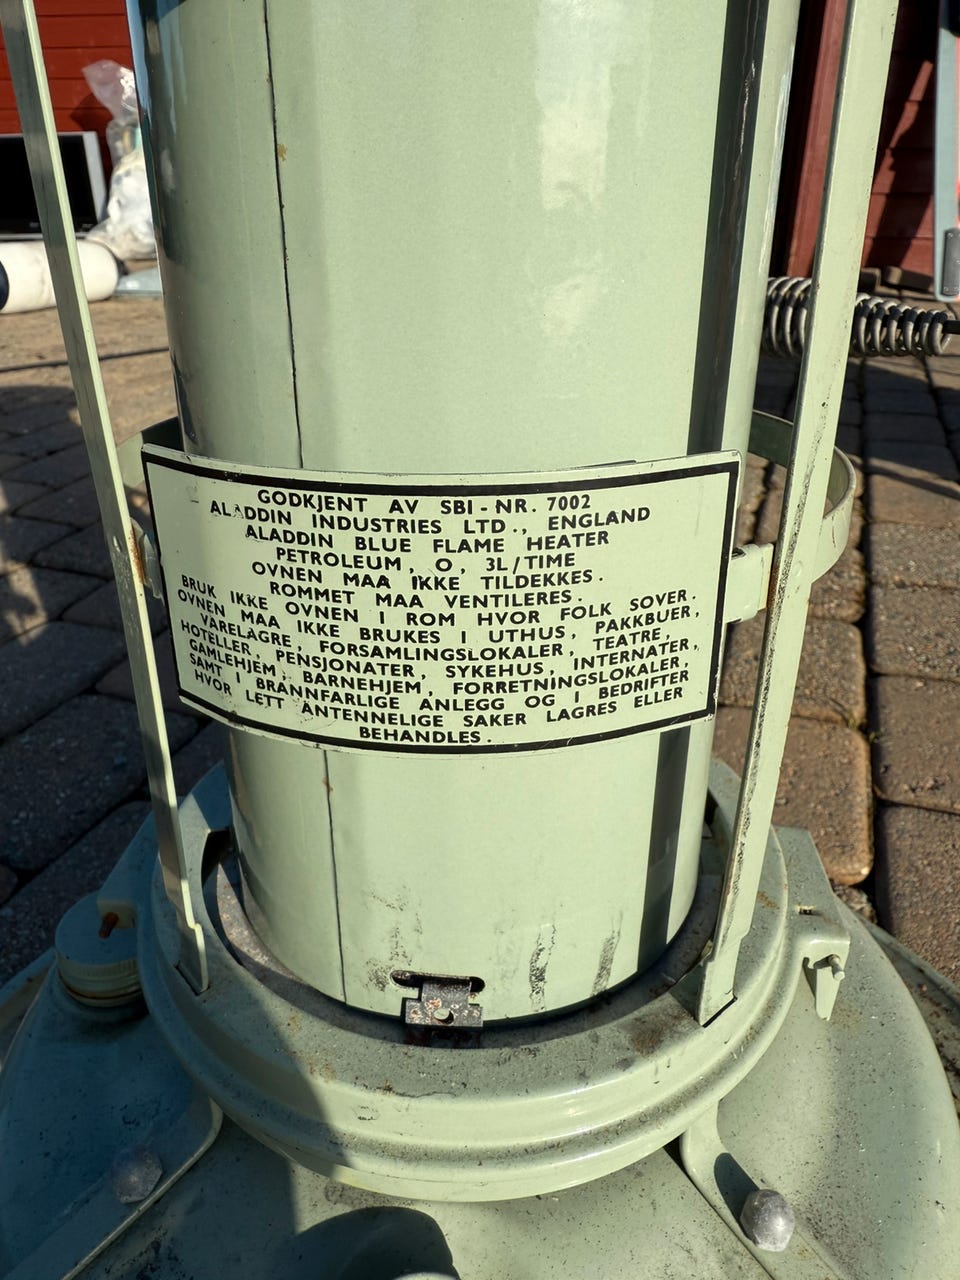 GODKJENT AV SBI - NR. 7002
ALADDIN INDUSTRIES LTD., ENGLAND
ALADDIN BLUE FLAME HEATER
PETROLEUM, O, 3L/TIME
OVNEN MAA IKKE TILDEKKES.
ROMMET MAA VENTILERES.
BRUK IKKE OVNEN I ROM HVOR FOLK SOVER.
OVNEN MAA IKKE BRUKES I UTHUS, PAKKBUER,
VARELAGRE, FORSAMLINGSLOKALER, TEATRE,
HOTELLER, PENSJONATER, SYKEHUS, INTERNATER,
GAMLEHJEM, BARNEHJEM, FORRETNINGSLOKALER,
SAMT I BRANNFARLIGE ANLEGG OG I BEDRIFTER
HVOR LETT ANTENNELIGE SAKER LAGRES ELLER
BEHANDLES.